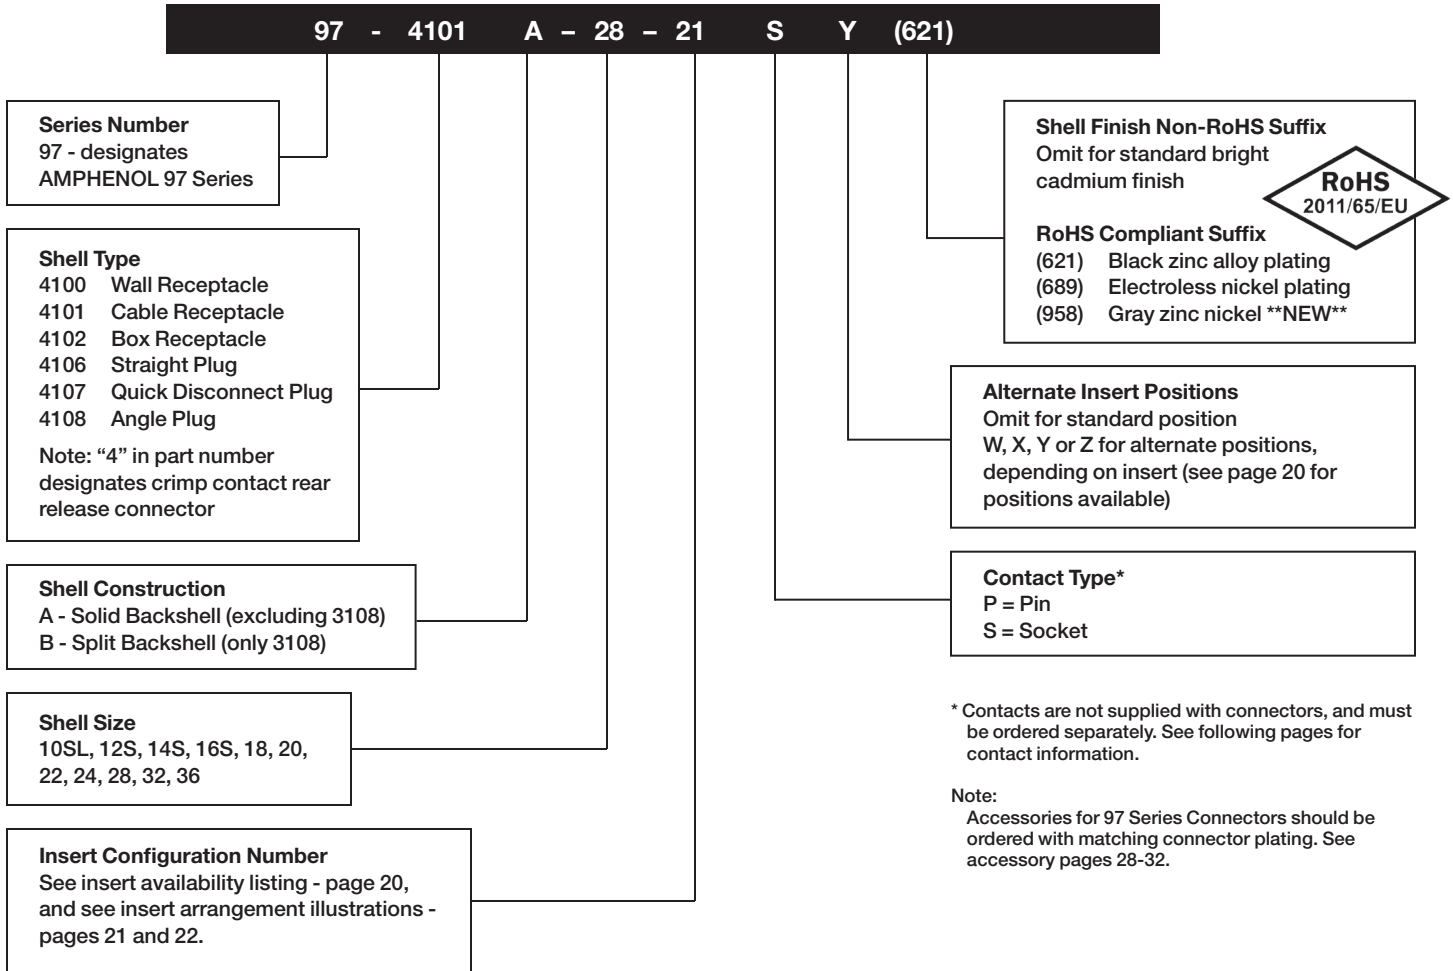 97 - 4101 A – 28 – 21 S Y (621)
Series Number
97 - designates
AMPHENOL 97 Series
Shell Type
4100 Wall Receptacle
4101 Cable Receptacle
4102 Box Receptacle
4106 Straight Plug
4107 Quick Disconnect Plug
4108 Angle Plug
Note: “4” in part number
designates crimp contact rear
release connector
Shell Construction
A - Solid Backshell (excluding 3108)
B - Split Backshell (only 3108)
Shell Size
10SL, 12S, 14S, 16S, 18, 20,
22, 24, 28, 32, 36
Insert Configuration Number
See insert availability listing - page 20,
and see insert arrangement illustrations -
pages 21 and 22.
Shell Finish Non-RoHS Suffix
Omit for standard bright
cadmium finish
RoHS
2011/65/EU
RoHS Compliant Suffix
(621) Black zinc alloy plating
(689) Electroless nickel plating
(958) Gray zinc nickel **NEW**
Alternate Insert Positions
Omit for standard position
W, X, Y or Z for alternate positions,
depending on insert (see page 20 for
positions available)
Contact Type*
P = Pin
S = Socket
* Contacts are not supplied with connectors, and must
be ordered separately. See following pages for
contact information.
Note:
Accessories for 97 Series Connectors should be
ordered with matching connector plating. See
accessory pages 28-32.